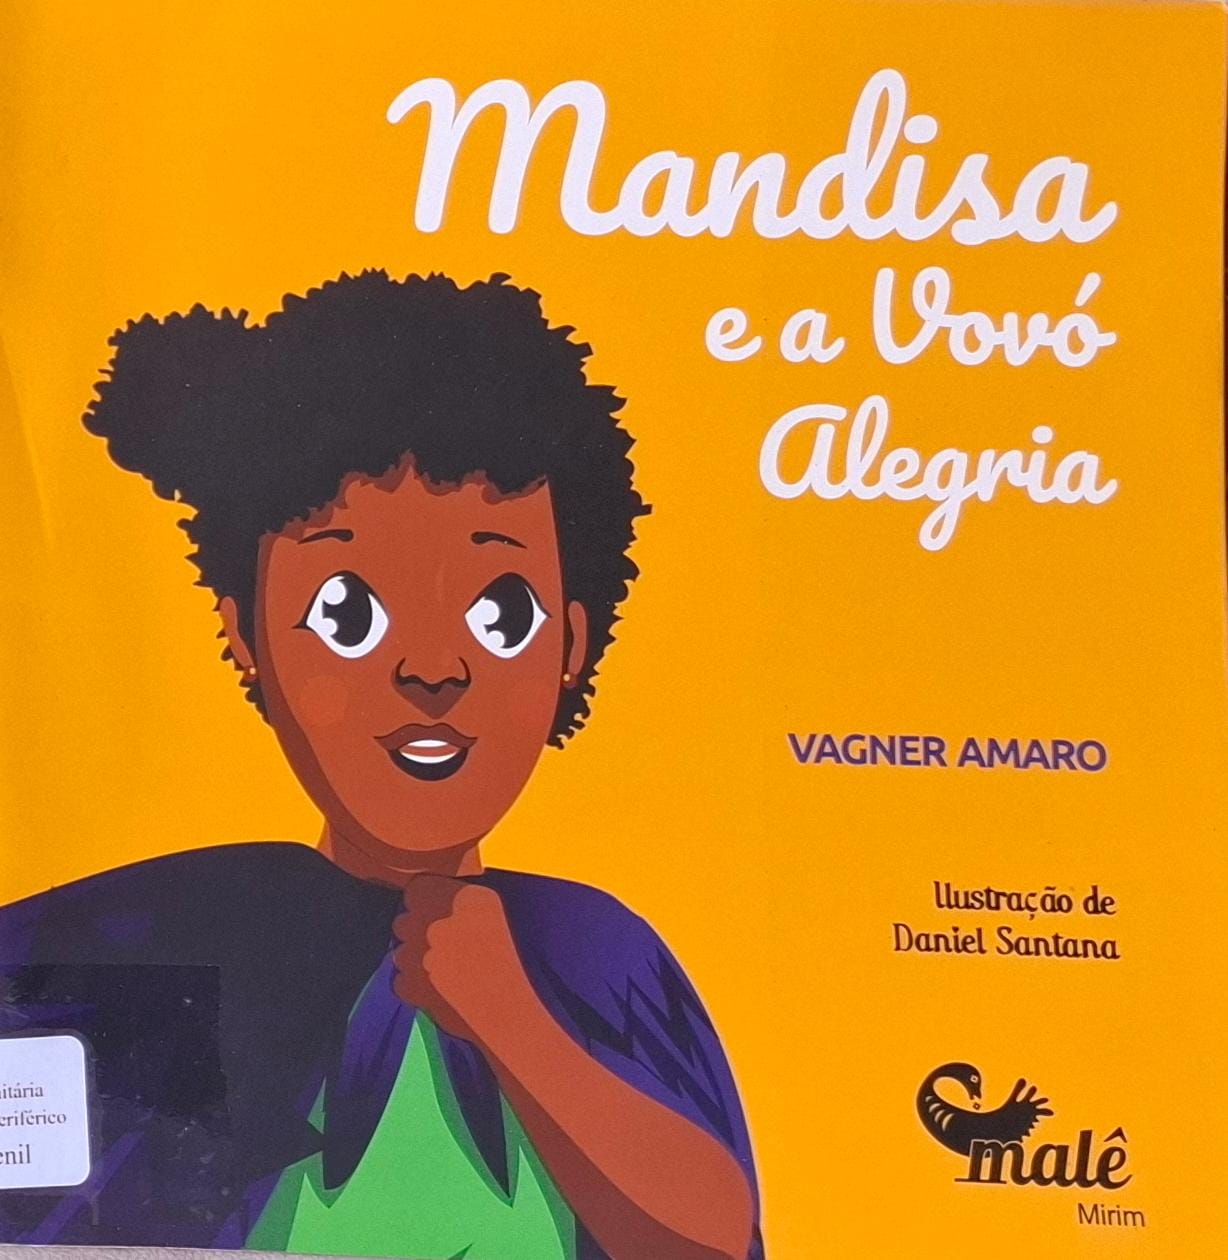 Mandisa
e a Vovó
Alegria
VAGNER AMARO
Ilustração de
Daniel Santana
malê
Mirim